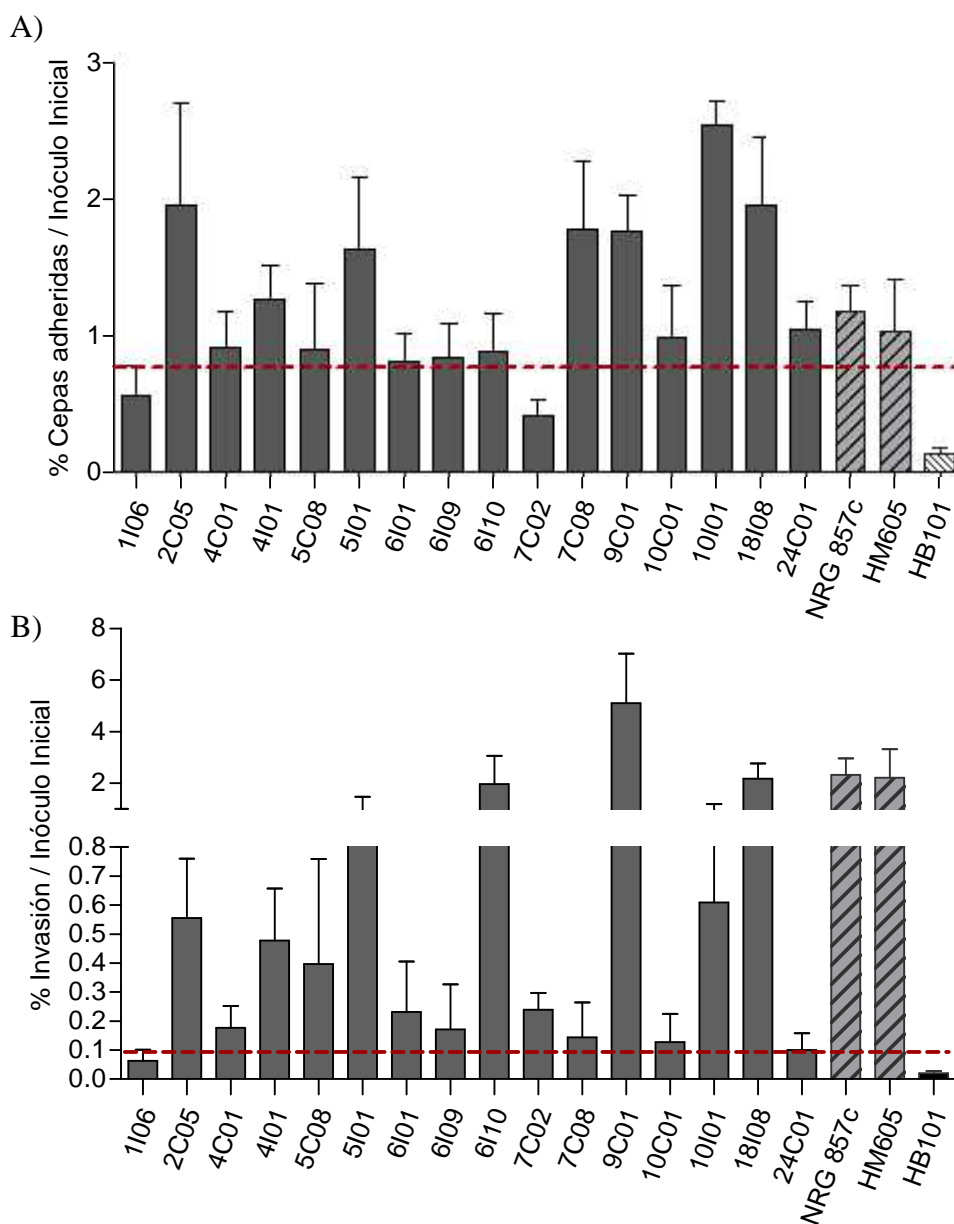 A)
% Cepas adheridas / Inóculo Inicial
3
2
1
0
1I06
2C05
4C01
4I01
5C08
5I01
6I01
6I09
6I10
7C02
7C08
9C01
10C01
10I01
18I08
24C01
NRG 857c
HM605
HB101
B)
% Invasión / Inóculo Inicial
8
6
4
2
0.8
0.7
0.6
0.5
0.4
0.3
0.2
0.1
0.0
1I06
2C05
4C01
4I01
5C08
5I01
6I01
6I09
6I10
7C02
7C08
9C01
10C01
10I01
18I08
24C01
NRG 857c
HM605
HB101